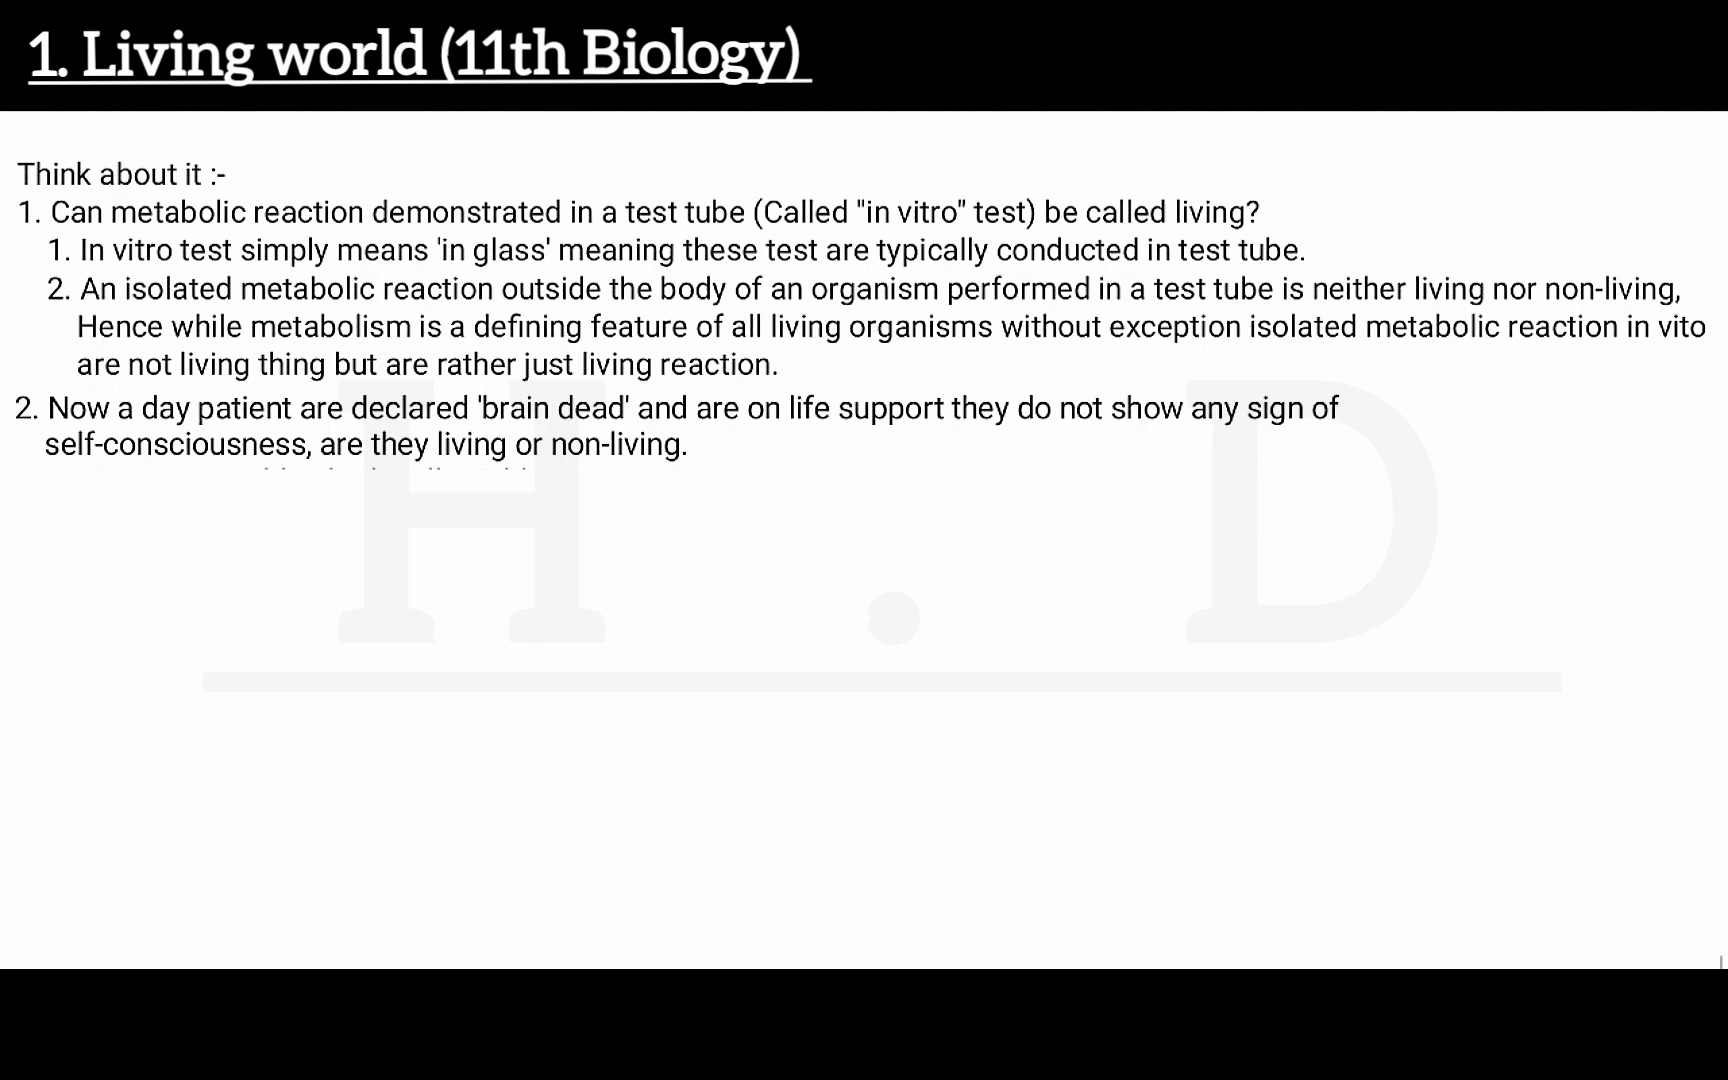 1. Living world (11th Biology)
Think about it :-
1. Can metabolic reaction demonstrated in a test tube (Called "in vitro" test) be called living?
1. In vitro test simply means 'in glass' meaning these test are typically conducted in test tube.
2. An isolated metabolic reaction outside the body of an organism performed in a test tube is neither living nor non-living,
Hence while metabolism is a defining feature of all living organisms without exception isolated metabolic reaction in vito
are not living thing but are rather just living reaction.
2. Now a day patient are declared 'brain dead' and are on life support they do not show any sign of
self-consciousness, are they living or non-living.
H . D